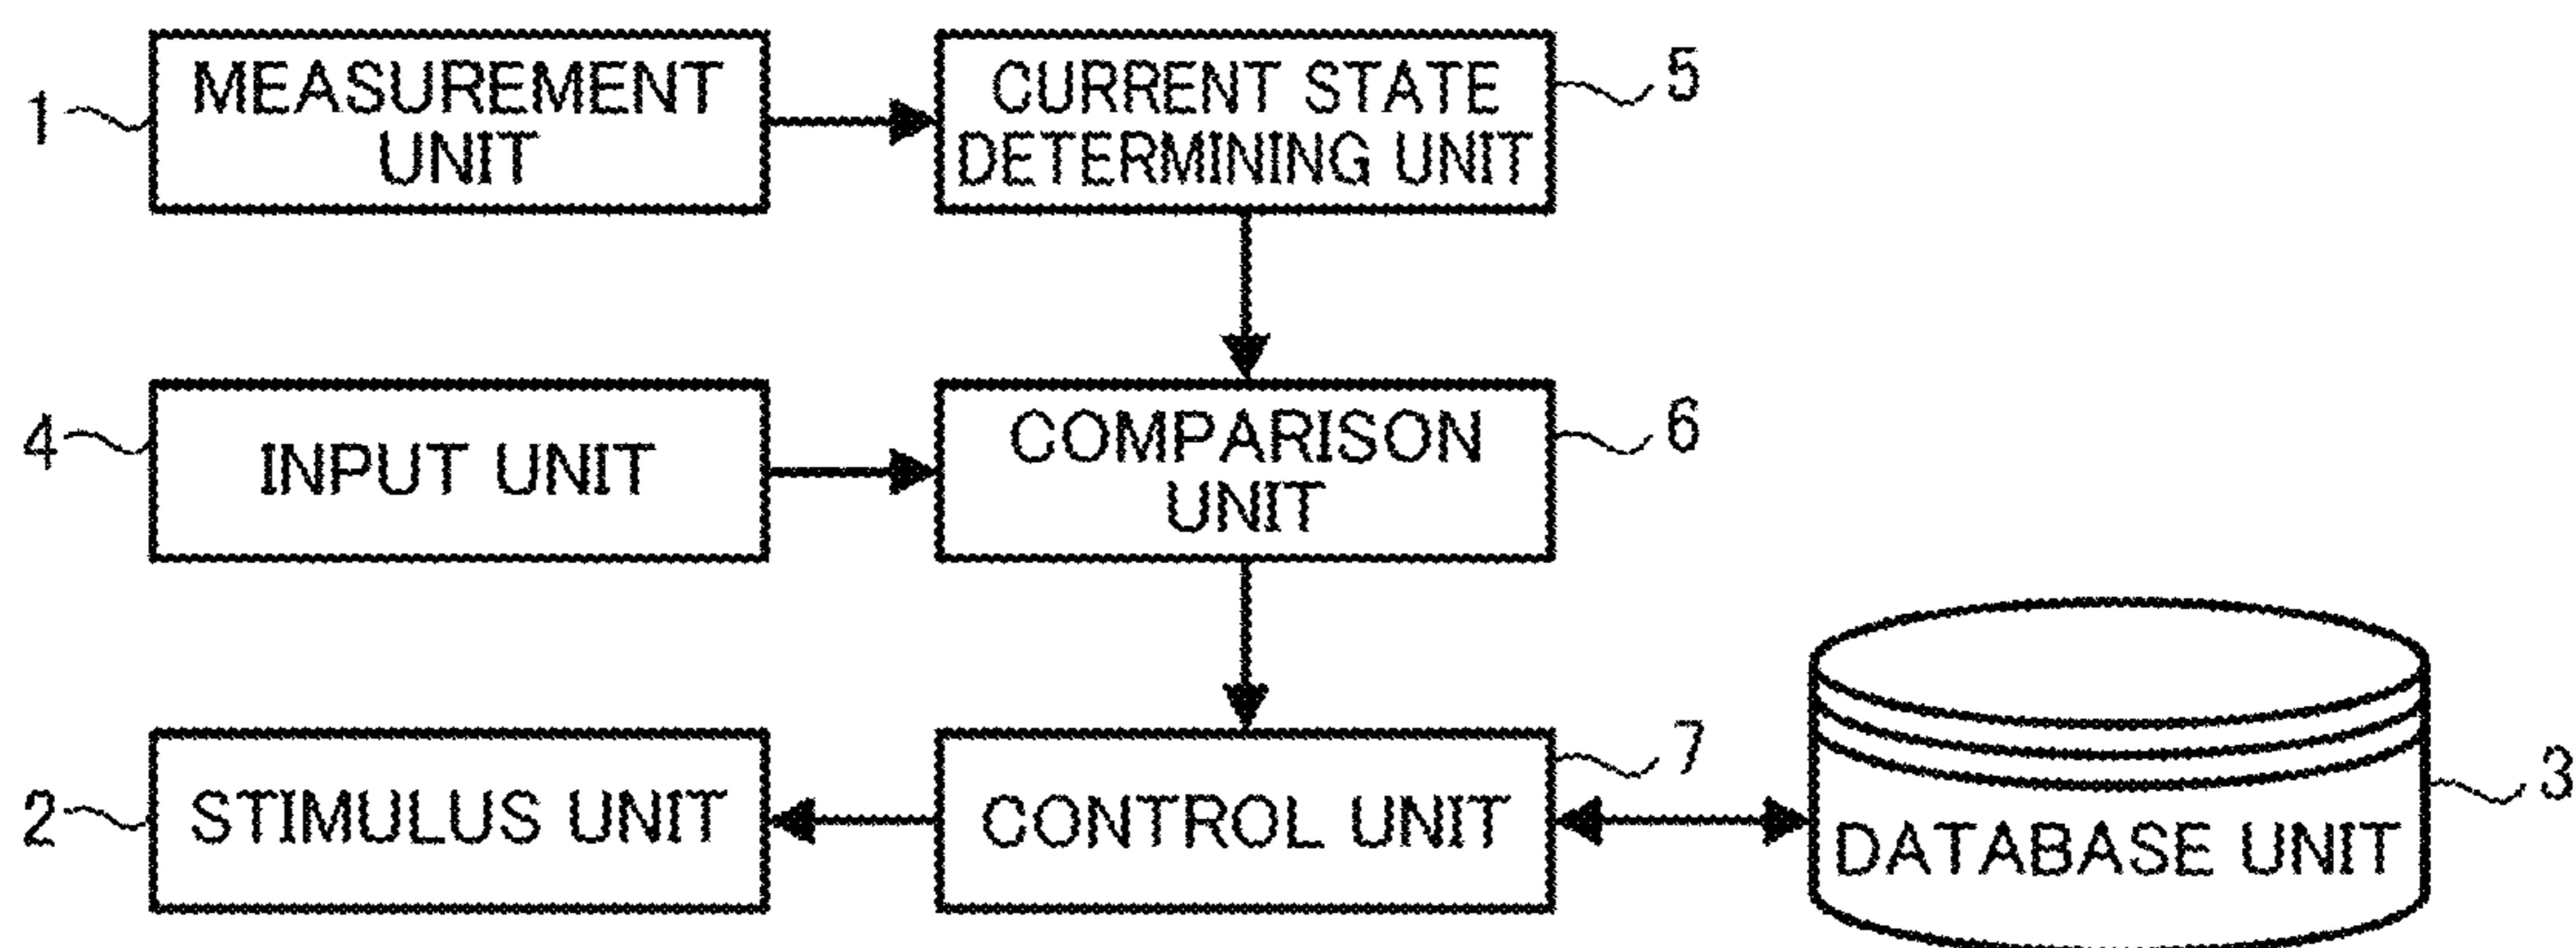 1
MEASUREMENT
UNIT
CURRENT STATE
DETERMINING UNIT
5
4
INPUT UNIT
COMPARISON
UNIT
6
2
STIMULUS UNIT
CONTROL UNIT
7
DATABASE UNIT
3